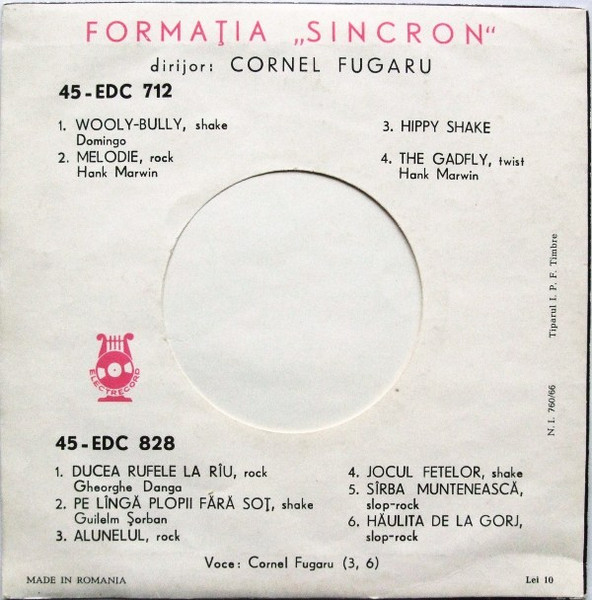 FORMAŢIA „SINCRON“
dirijor: CORNEL FUGARU
45-EDC 712
1. WOOLY-BULLY, shake
Domingo
2. MELODIE, rock
Hank Marwin
3. HIPPY SHAKE
4. THE GADFLY, twist
Hank Marwin
Tiparul I. P. F. Timbre
N. I. 760/66
ELECTRECORD
45-EDC 828
1. DUCEA RUFELE LA RÎU, rock
Gheorghe Danga
2. PE LÎNGĂ PLOPII FĂRĂ SOŢ, shake
Guilelm Şorban
3. ALUNELUL, rock
4. JOCUL FETELOR, shake
5. SÎRBA MUNTENEASCĂ,
slop-rock
6. HĂULITA DE LA GORJ,
slop-rock
Voce: Cornel Fugaru (3, 6)
MADE IN ROMANIA
Lei 10